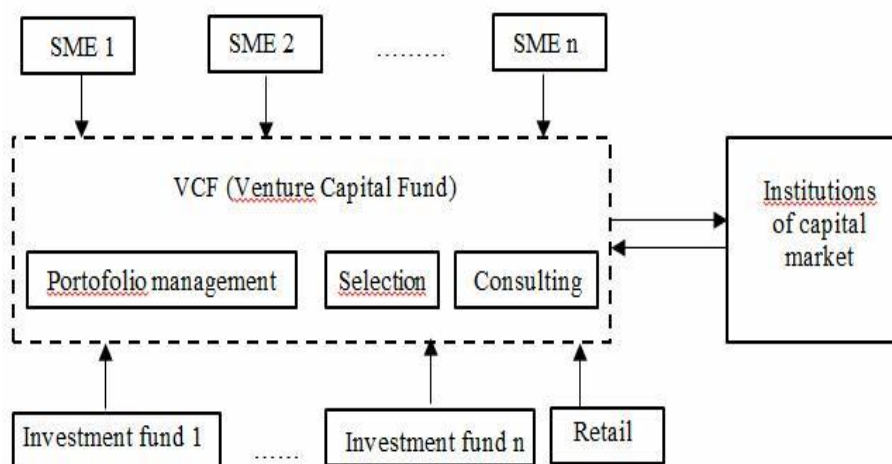 SME 1
SME 2
.........
SME n
VCF (Venture Capital Fund)
Portofolio management
Selection
Consulting
Institutions
of capital
market
Investment fund 1
......
Investment fund n
Retail